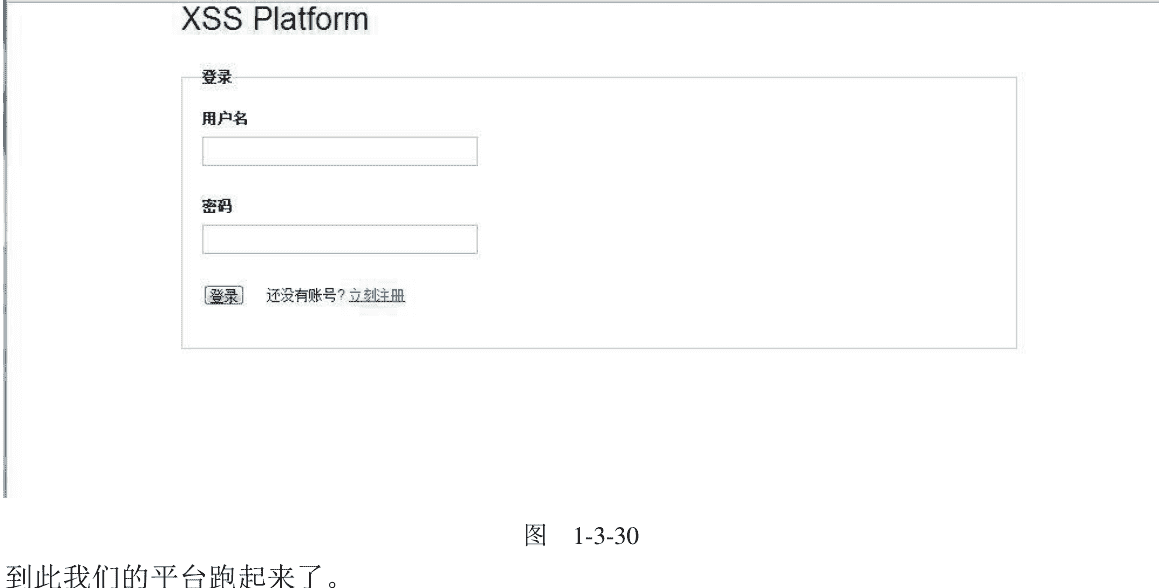 XSS Platform
登录
用户名
密码
登录 还没有账号? 立刻注册
图 1-3-30
到此我们的平台跑起来了。